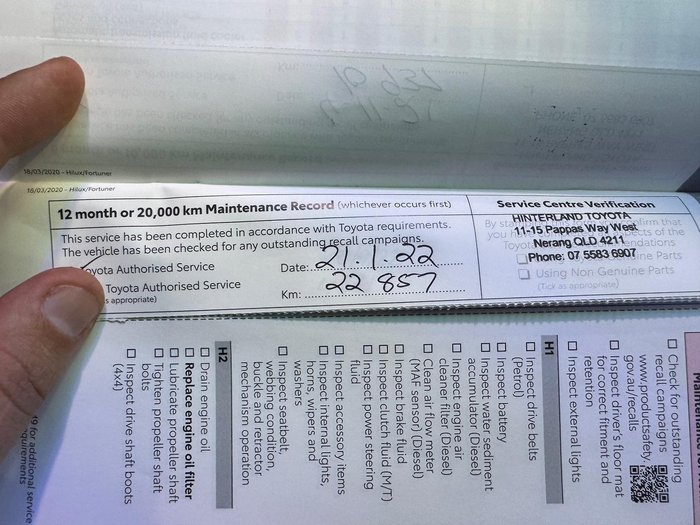 18/03/2020 - Hilux/Fortuner
18/03/2020 - Hilux/Fortuner
12 month or 20,000 km Maintenance Record (whichever occurs first)
This service has been completed in accordance with Toyota requirements.
The vehicle has been checked for any outstanding recall campaigns.
Toyota Authorised Service
Toyota Authorised Service
s appropriate)
Date: 21.1.22
Km: 22 857
Service Centre Verification
HINTERLAND TOYOTA
11-15 Pappas Way West
Nerang QLD 4211
Phone: 07 5583 6907
Using Non Genuine Parts
(Tick as appropriate)
Check for outstanding
recall campaigns
www.productsafety.
gov.au/recalls
Inspect driver's floor mat
for correct fitment and
retention
Inspect external lights
H1
Inspect drive belts
(Petrol)
Inspect battery
Inspect water sediment
accumulator (Diesel)
Inspect engine air
cleaner filter (Diesel)
Clean air flow meter
(MAF sensor) (Diesel)
Inspect brake fluid
Inspect clutch fluid (M/T)
Inspect power steering
fluid
Inspect accessory items
Inspect internal lights,
horns, wipers and
washers
Inspect seatbelt,
webbing condition,
buckle and retractor
mechanism operation
H2
Drain engine oil
Replace engine oil filter
Lubricate propeller shaft
Tighten propeller shaft
bolts
Inspect drive shaft boots
(4x4)
19 for additional service